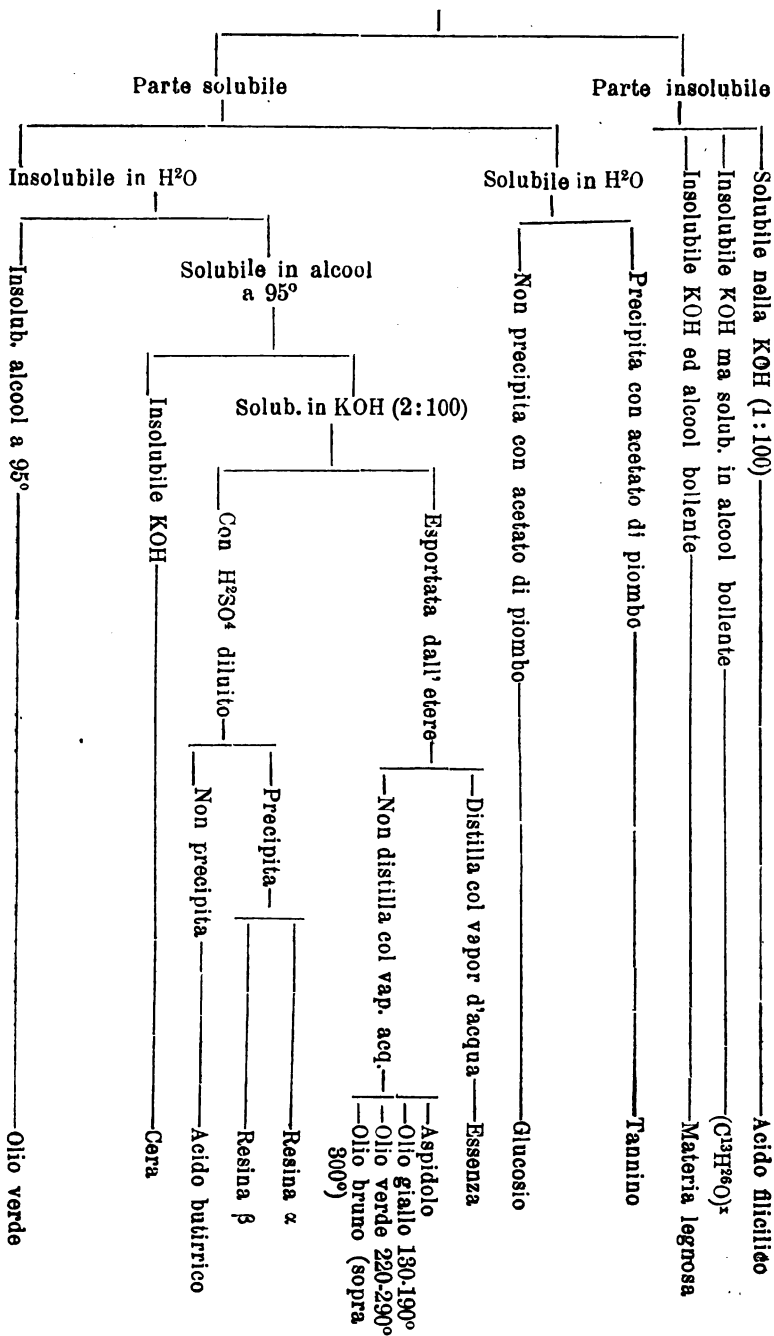 Parte solubile
Parte insolubile
Insolubile in H²O
Solubile in H²O
Solubile in alcool
a 95°
Solub. in KOH (2:100)
Solubile nella KOH (1:100)
Acido filicilico
Insolubile KOH ma solub. in alcool bollente
(C¹³H²⁶O)ˣ
Insolubile KOH ed alcool bollente
Materia legnosa
Precipita con acetato di piombo
Tannino
Non precipita con acetato di piombo
Glucosio
Esportata dall' etere
Distilla col vapor d'acqua
Essenza
Non distilla col vap. acq.
Aspidolo
Olio giallo 130-190°
Olio verde 220-290°
Olio bruno (sopra
300°)
Con H²SO⁴ diluito
Precipita
Resina α
Resina β
Non precipita
Acido butirrico
Insolubile KOH
Cera
Insolub. alcool a 95°
Olio verde